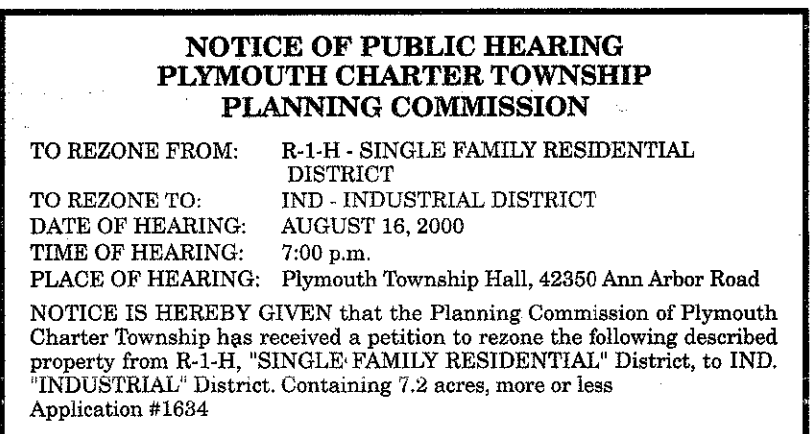 NOTICE OF PUBLIC HEARING
PLYMOUTH CHARTER TOWNSHIP
PLANNING COMMISSION
TO REZONE FROM: R-1-H - SINGLE FAMILY RESIDENTIAL
DISTRICT
TO REZONE TO: IND - INDUSTRIAL DISTRICT
DATE OF HEARING: AUGUST 16, 2000
TIME OF HEARING: 7:00 p.m.
PLACE OF HEARING: Plymouth Township Hall, 42350 Ann Arbor Road
NOTICE IS HEREBY GIVEN that the Planning Commission of Plymouth
Charter Township has received a petition to rezone the following described
property from R-1-H, "SINGLE FAMILY RESIDENTIAL" District, to IND.
"INDUSTRIAL" District. Containing 7.2 acres, more or less
Application #1634